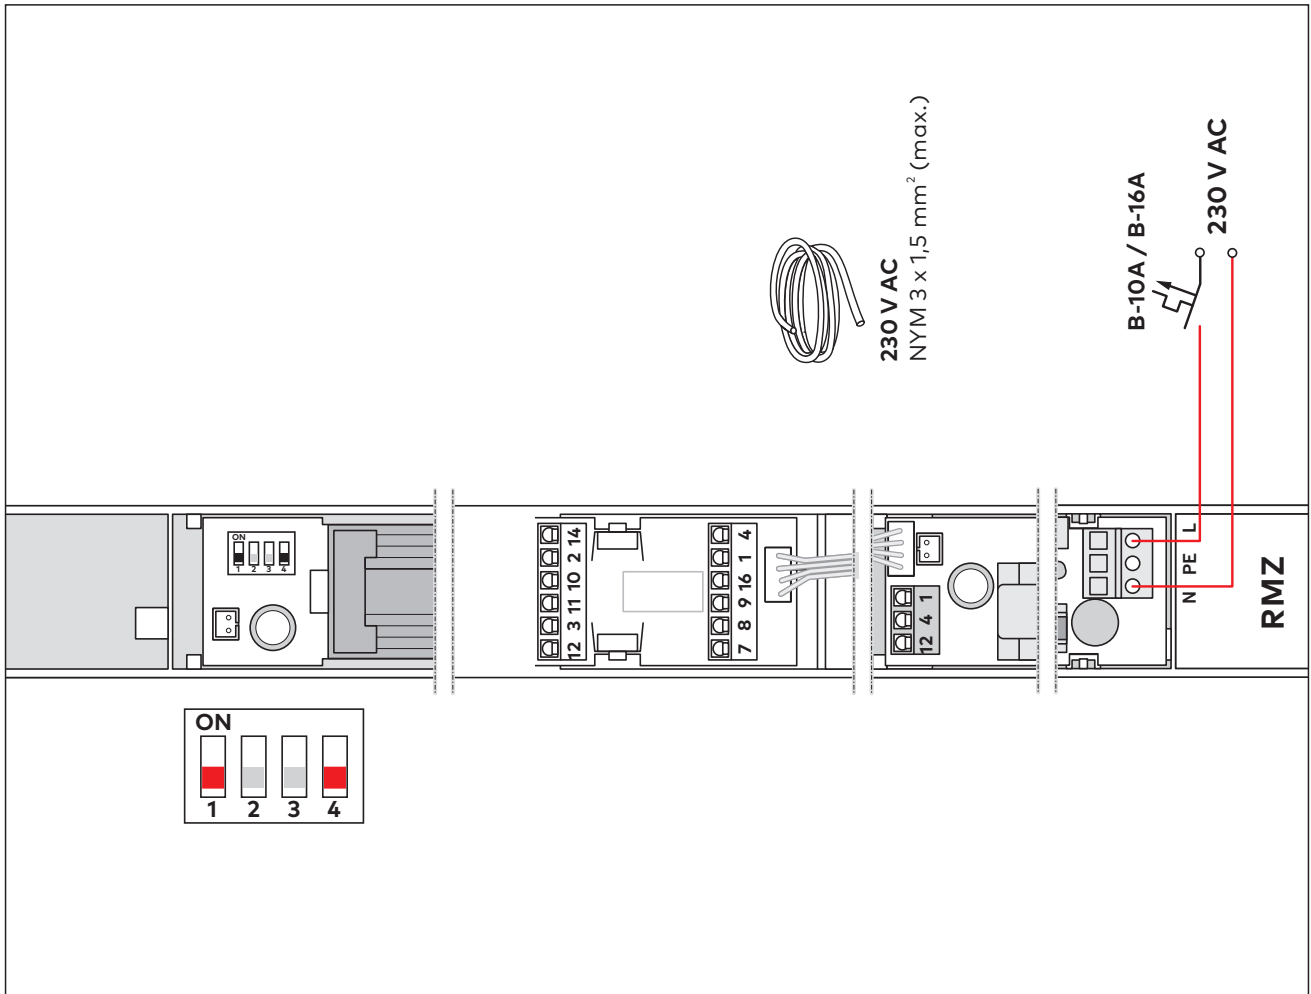 230 V AC
NYM 3 x 1,5 mm² (max.)
B-10A / B-16A
230 V AC
ON
1 2 3 4
12 3 11 10 2 14
7 8 9 16 1 4
12 4 1
N PE L
RMZ
ON
1 2 3 4